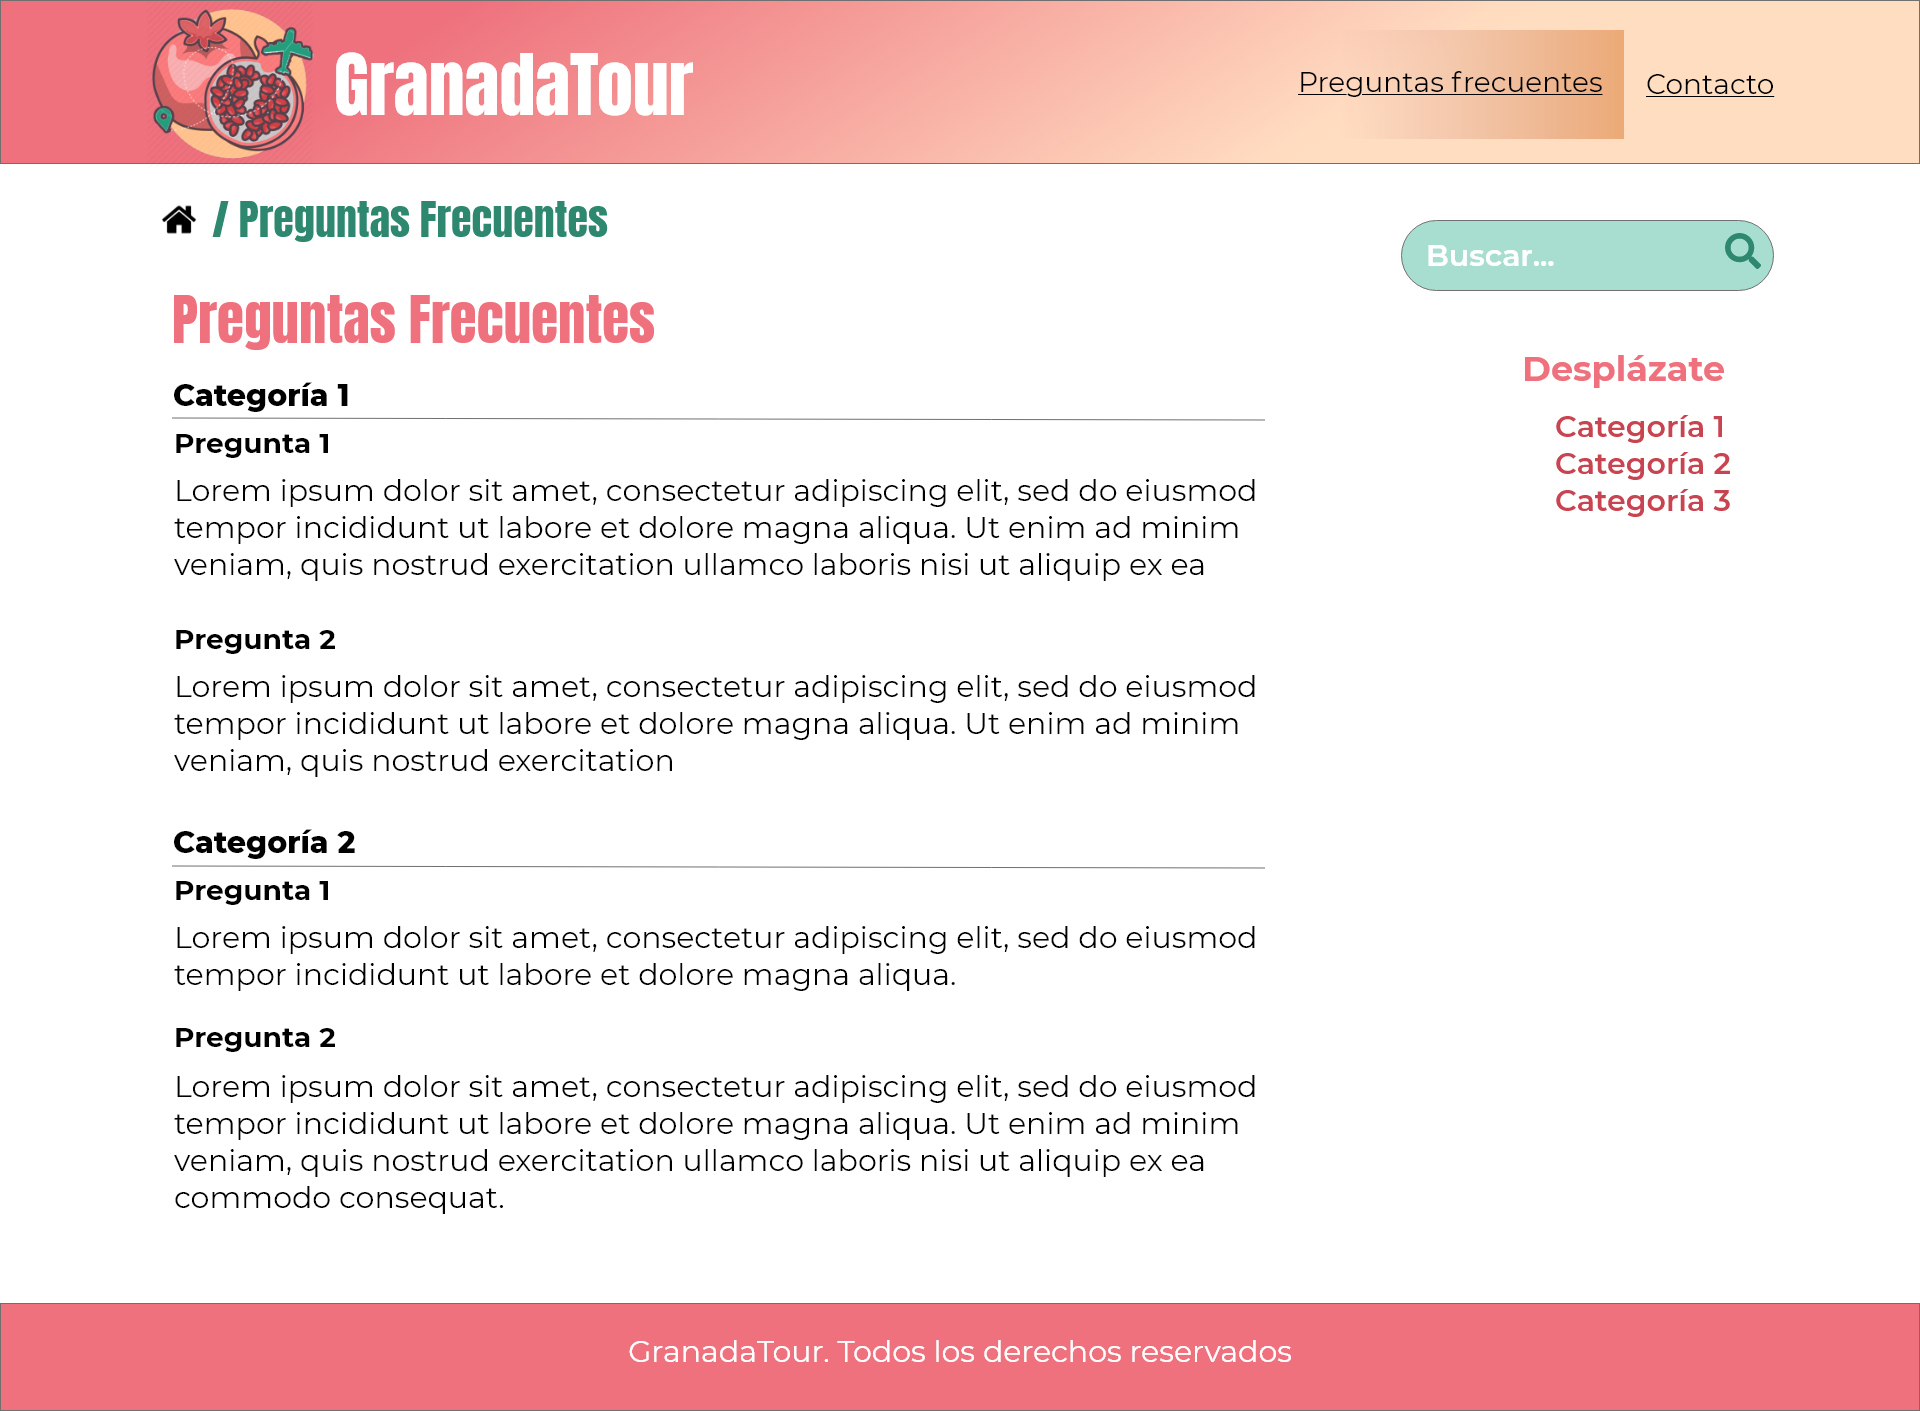 GranadaTour
Preguntas frecuentes
Contacto
/ Preguntas Frecuentes
Buscar...
Preguntas Frecuentes
Desplázate
Categoría 1
Categoría 2
Categoría 3
Categoría 1
Pregunta 1
Lorem ipsum dolor sit amet, consectetur adipiscing elit, sed do eiusmod
tempor incididunt ut labore et dolore magna aliqua. Ut enim ad minim
veniam, quis nostrud exercitation ullamco laboris nisi ut aliquip ex ea
Pregunta 2
Lorem ipsum dolor sit amet, consectetur adipiscing elit, sed do eiusmod
tempor incididunt ut labore et dolore magna aliqua. Ut enim ad minim
veniam, quis nostrud exercitation
Categoría 2
Pregunta 1
Lorem ipsum dolor sit amet, consectetur adipiscing elit, sed do eiusmod
tempor incididunt ut labore et dolore magna aliqua.
Pregunta 2
Lorem ipsum dolor sit amet, consectetur adipiscing elit, sed do eiusmod
tempor incididunt ut labore et dolore magna aliqua. Ut enim ad minim
veniam, quis nostrud exercitation ullamco laboris nisi ut aliquip ex ea
commodo consequat.
GranadaTour. Todos los derechos reservados